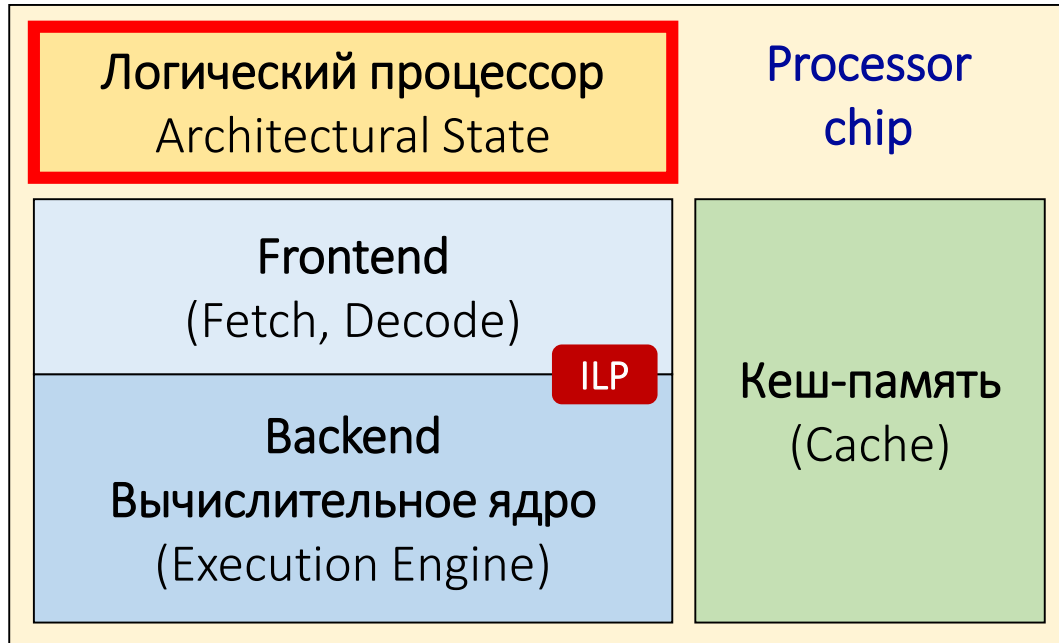 Логический процессор
Architectural State
Processor
chip
Frontend
(Fetch, Decode)
ILP
Backend
Вычислительное ядро
(Execution Engine)
Кеш-память
(Cache)